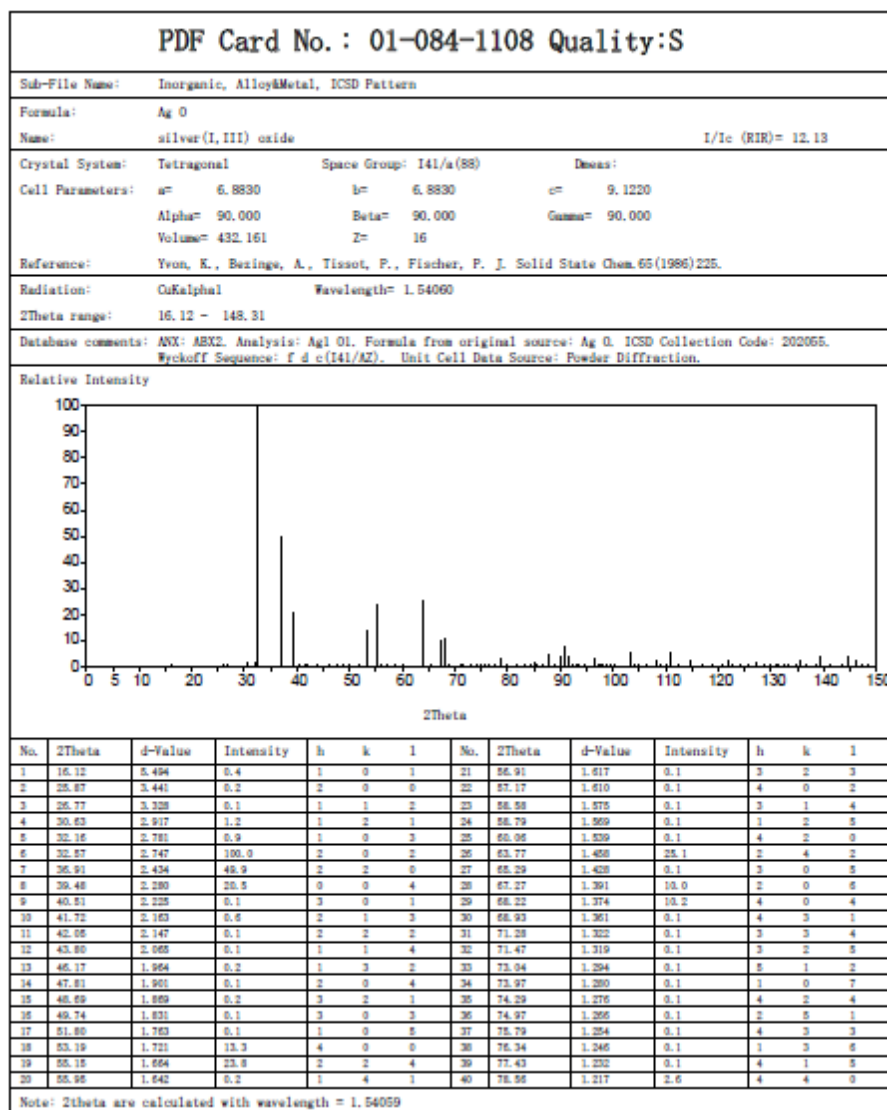 PDF Card No.: 01-084-1108 Quality:S
Sub-File Name: Inorganic, Alloy&Metal, ICSD Pattern
Formula: Ag O
Name: silver(I,III) oxide I/Ic (RIR)= 12.13
Crystal System: Tetragonal Space Group: I41/a(88) Dmeas:
Cell Parameters: a= 6.8830 b= 6.8830 c= 9.1220
Alpha= 90.000 Beta= 90.000 Gamma= 90.000
Volume= 432.161 Z= 16
Reference: Yvon, K., Bezinge, A., Tissot, P., Fischer, P. J. Solid State Chem.65(1986)225.
Radiation: CuKalpha1 Wavelength= 1.54060
2Theta range: 16.12 - 148.31
Database comments: ANX: ABX2. Analysis: Ag1 O1. Formula from original source: Ag O. ICSD Collection Code: 202055.
Wyckoff Sequence: f d c(I41/AZ). Unit Cell Data Source: Powder Diffraction.
Relative Intensity
100
90
80
70
60
50
40
30
20
10
0
0 5 10 20 30 40 50 60 70 80 90 100 110 120 130 140 150
2Theta
No. 2Theta d-Value Intensity h k l No. 2Theta d-Value Intensity h k l
1 16.12 5.494 0.4 1 0 1 21 56.91 1.617 0.1 3 2 3
2 25.87 3.441 0.2 2 0 0 22 57.17 1.610 0.1 4 0 2
3 26.77 3.328 0.1 1 1 2 23 58.58 1.575 0.1 3 1 4
4 30.63 2.917 1.2 1 2 1 24 58.79 1.569 0.1 1 2 5
5 32.16 2.781 0.9 1 0 3 25 60.06 1.539 0.1 4 2 0
6 32.57 2.747 100.0 2 0 2 26 63.77 1.458 25.1 2 4 2
7 36.91 2.434 49.9 2 2 0 27 65.29 1.428 0.1 3 0 5
8 39.48 2.280 20.5 0 0 4 28 67.27 1.391 10.0 2 0 6
9 40.51 2.225 0.1 3 0 1 29 68.22 1.374 10.2 4 0 4
10 41.72 2.163 0.6 2 1 3 30 68.93 1.361 0.1 4 3 1
11 42.05 2.147 0.1 2 2 2 31 71.28 1.322 0.1 3 3 4
12 43.80 2.065 0.1 1 1 4 32 71.47 1.319 0.1 3 2 5
13 46.17 1.964 0.2 1 3 2 33 73.04 1.294 0.1 5 1 2
14 47.81 1.901 0.1 2 0 4 34 73.97 1.280 0.1 1 0 7
15 48.69 1.869 0.2 3 2 1 35 74.29 1.276 0.1 4 2 4
16 49.74 1.831 0.1 3 0 3 36 74.97 1.266 0.1 2 5 1
17 51.80 1.763 0.1 1 0 5 37 75.79 1.254 0.1 4 3 3
18 53.19 1.721 13.3 4 0 0 38 76.34 1.246 0.1 1 3 6
19 55.15 1.664 23.8 2 2 4 39 77.43 1.232 0.1 4 1 5
20 55.95 1.642 0.2 1 4 1 40 78.56 1.217 2.6 4 4 0
Note: 2theta are calculated with wavelength = 1.54059